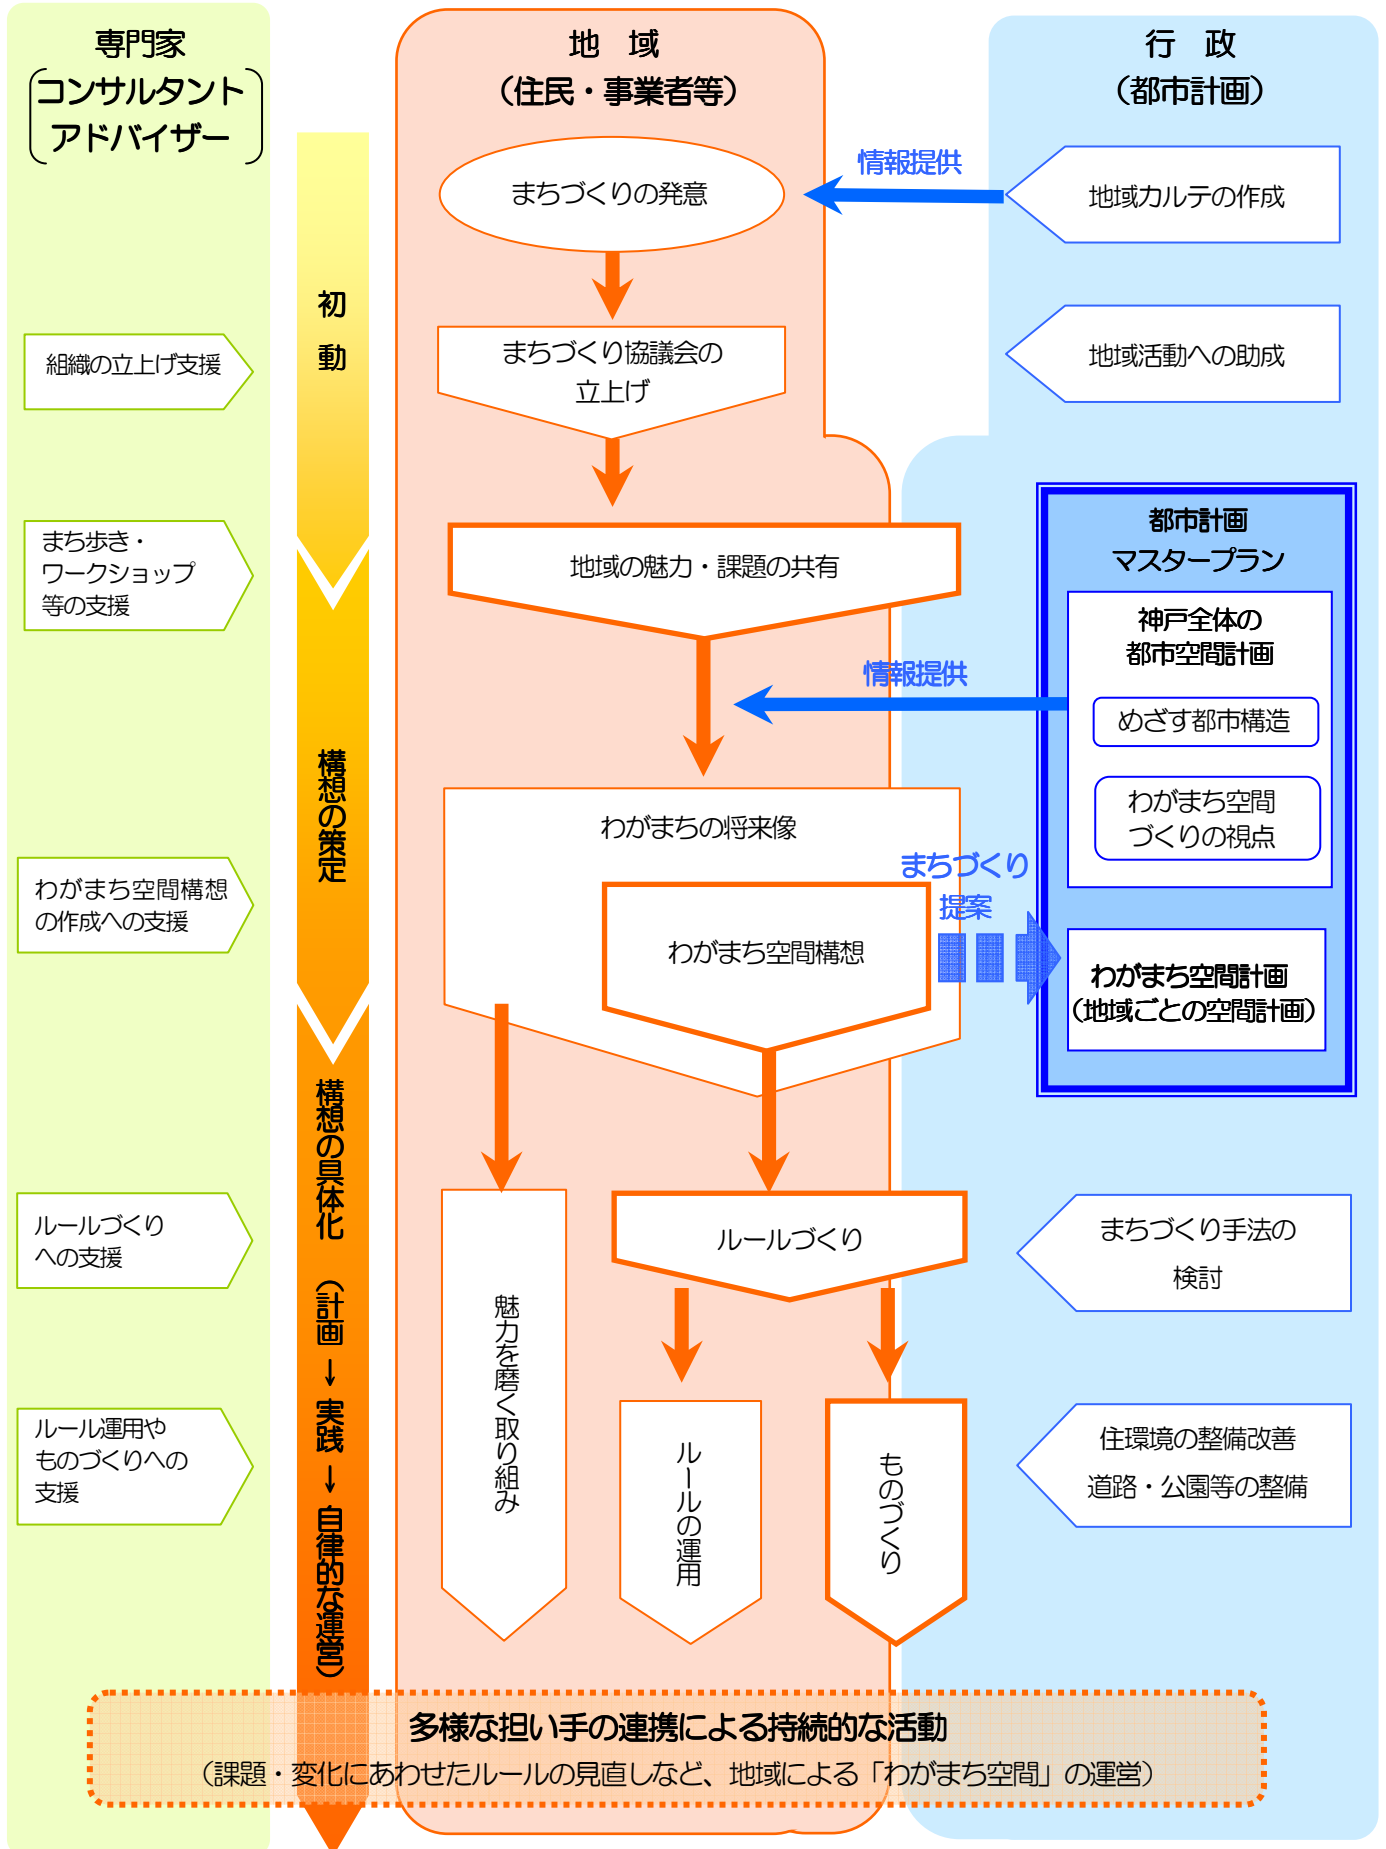 専門家
コンサルタント
アドバイザー
地 域
（住民・事業者等）
行 政
（都市計画）
初動
構想の策定
構想の具体化 （計画→実践→自律的な運営）
組織の立上げ支援
まち歩き・
ワークショップ
等の支援
わがまち空間構想
の作成への支援
ルールづくり
への支援
ルール運用や
ものづくりへの
支援
まちづくりの発意
まちづくり協議会の
立上げ
地域の魅力・課題の共有
わがまちの将来像
わがまち空間構想
ルールづくり
魅力を磨く取り組み
ルールの運用
ものづくり
情報提供
情報提供
まちづくり
提案
地域カルテの作成
地域活動への助成
都市計画
マスタープラン
神戸全体の
都市空間計画
めざす都市構造
わがまち空間
づくりの視点
わがまち空間計画
（地域ごとの空間計画）
まちづくり手法の
検討
住環境の整備改善
道路・公園等の整備
多様な担い手の連携による持続的な活動
（課題・変化にあわせたルールの見直しなど、地域による「わがまち空間」の運営）